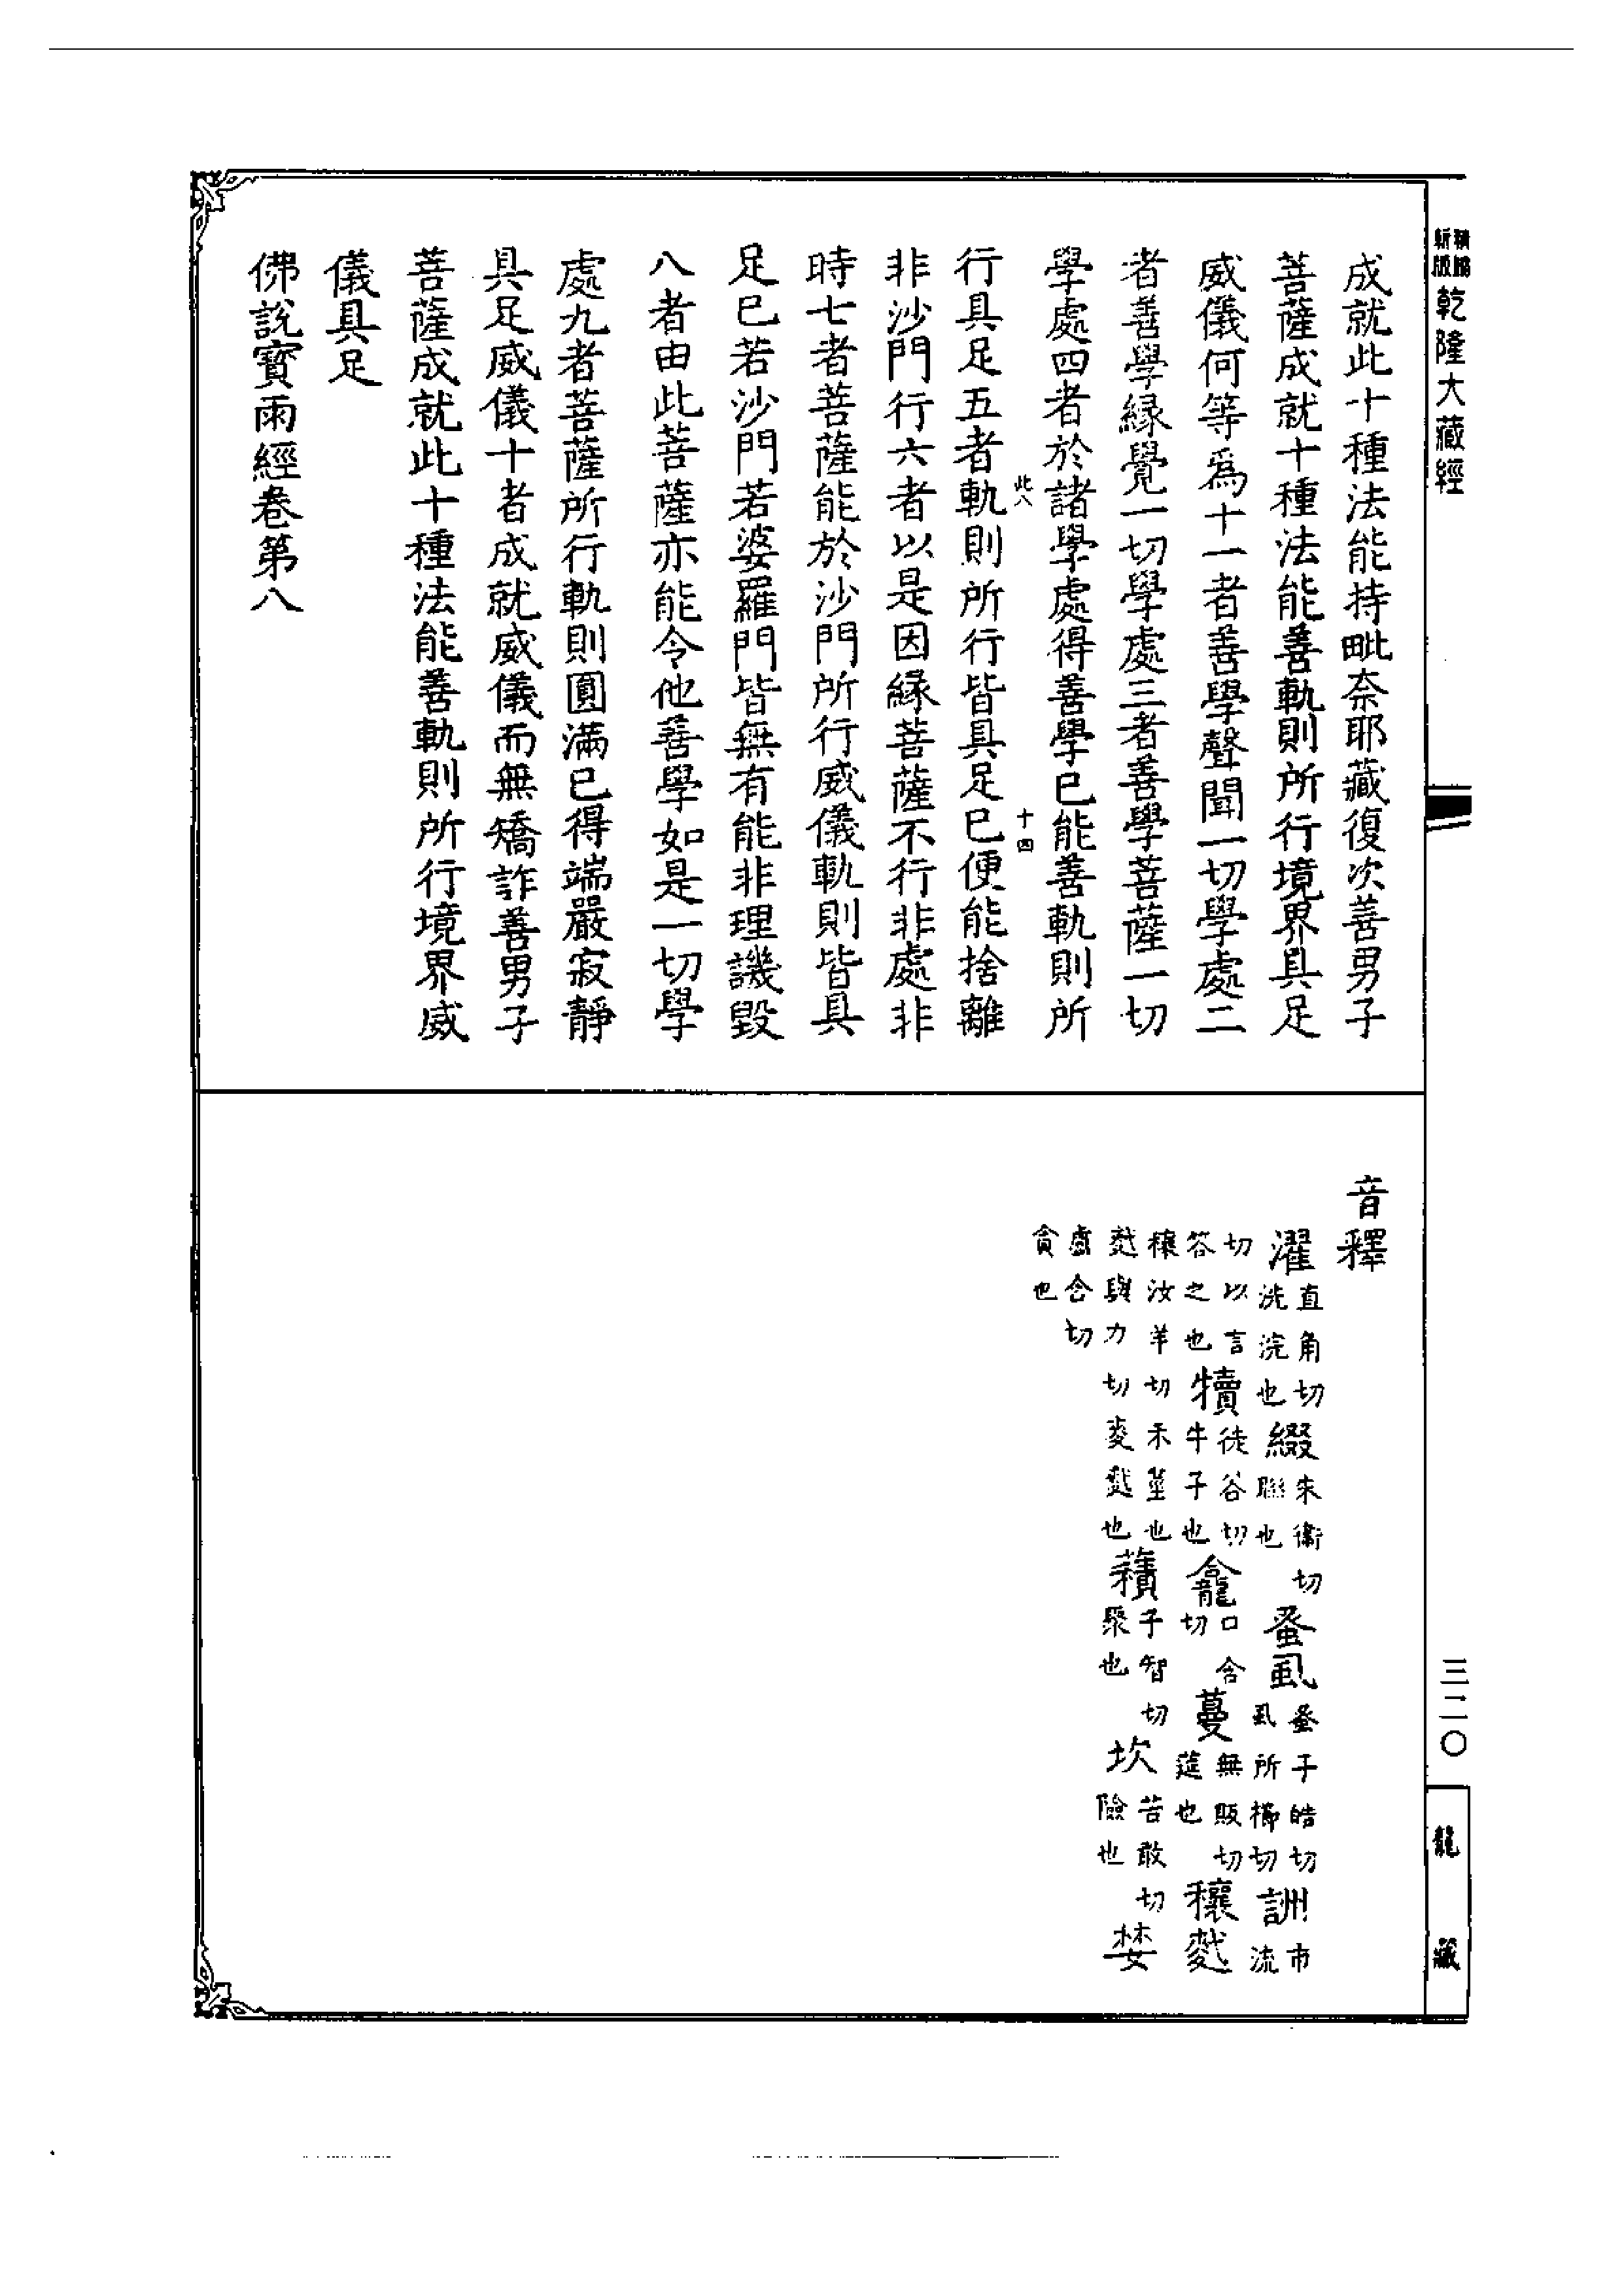 新編
新版
乾隆大藏經
三二〇
龍藏
成就此十種法能持毗奈耶藏復次善男子
菩薩成就十種法能善軌則所行境界具足
威儀何等爲十一者善學聲聞一切學處二
者善學緣覺一切學處三者善學菩薩一切
學處四者於諸學處得善學已能善軌則所
此八
十四
行具足五者軌則所行皆具足已便能捨離
非沙門行六者以是因緣菩薩不行非處非
時七者菩薩能於沙門所行威儀軌則皆具
足已若沙門若婆羅門皆無有能非理譏毀
八者由此菩薩亦能令他善學如是一切學
處九者菩薩所行軌則圓滿已得端嚴寂靜
具足威儀十者成就威儀而無矯詐善男子
菩薩成就此十種法能善軌則所行境界威
儀具足
佛說寶雨經卷第八
音釋
濯 直角切洗浣也 綴 朱衞切聯也 蚤虱 蚤子皓切虱所櫛切 詶 市流
切以言答之也 犢 徒谷切牛子也 龕 口含切 蔓 無販切莚也 穰𪌭
穰汝羊切禾莖也𪌭與力切麥𪌭也 𧂐 子智切聚也 坎 苦敢切險也 婪
盧含切貪也